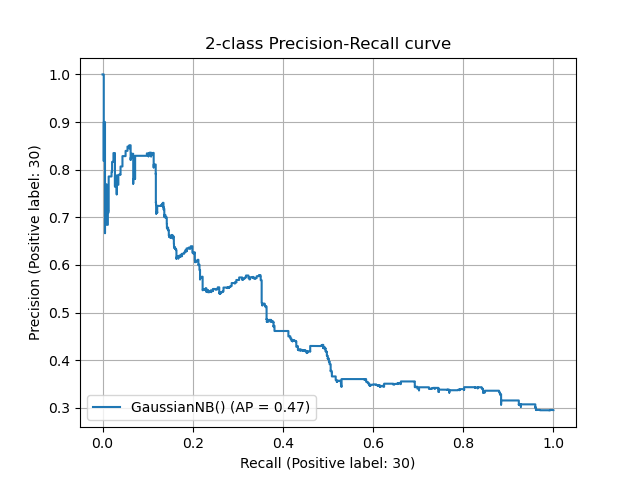 2-class Precision-Recall curve
Precision (Positive label: 30)
1.0
0.9
0.8
0.7
0.6
0.5
0.4
0.3
GaussianNB() (AP = 0.47)
0.0 0.2 0.4 0.6 0.8 1.0
Recall (Positive label: 30)